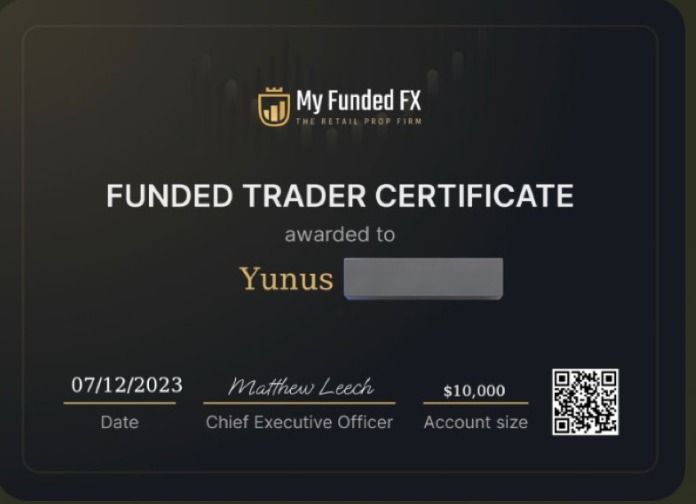 My Funded FX
THE RETAIL PROP FIRM
FUNDED TRADER CERTIFICATE
awarded to
Yunus
07/12/2023
Matthew Leech
$10,000
Date
Chief Executive Officer
Account size